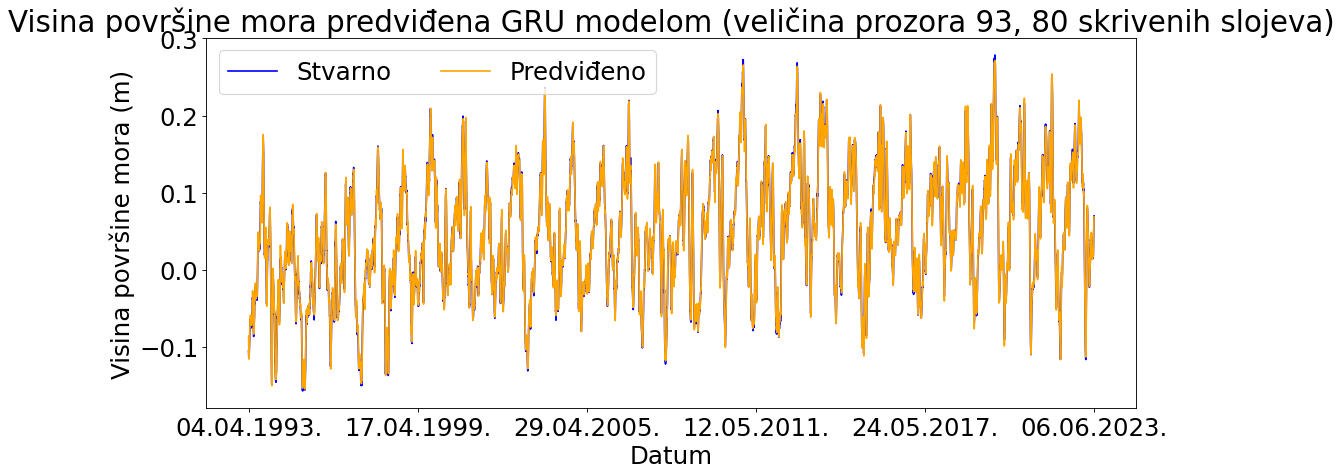 Visina površine mora predviđena GRU modelom (veličina prozora 93, 80 skrivenih slojeva)
Stvarno Predviđeno
Visina površine mora (m)
0.3
0.2
0.1
0.0
−0.1
04.04.1993. 17.04.1999. 29.04.2005. 12.05.2011. 24.05.2017. 06.06.2023.
Datum